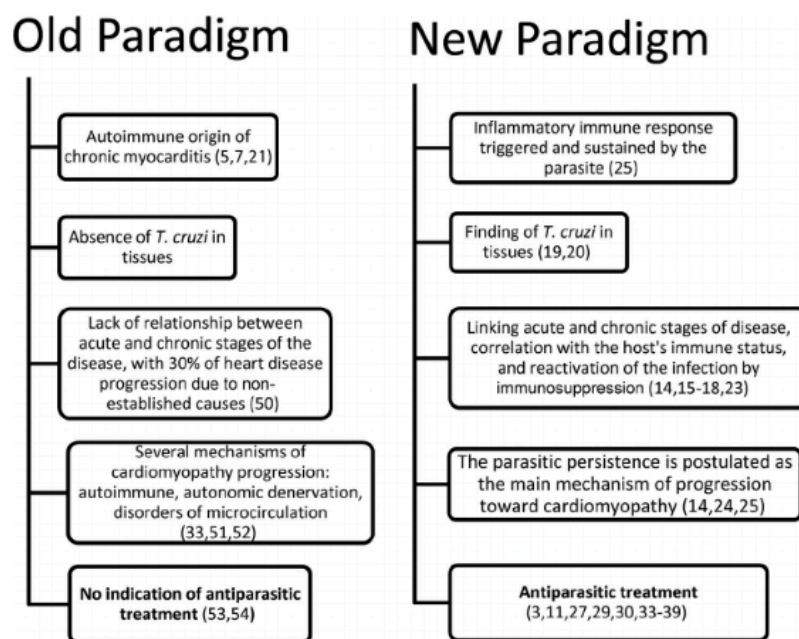 Old Paradigm
Autoimmune origin of
chronic myocarditis (5,7,21)
Absence of T. cruzi in
tissues
Lack of relationship between
acute and chronic stages of the
disease, with 30% of heart disease
progression due to non-
established causes (50)
Several mechanisms of
cardiomyopathy progression:
autoimmune, autonomic denervation,
disorders of microcirculation
(33,51,52)
No indication of antiparasitic
treatment (53,54)
New Paradigm
Inflammatory immune response
triggered and sustained by the
parasite (25)
Finding of T. cruzi in
tissues (19,20)
Linking acute and chronic stages of disease,
correlation with the host's immune status,
and reactivation of the infection by
immunosuppression (14,15-18,23)
The parasitic persistence is postulated as
the main mechanism of progression
toward cardiomyopathy (14,24,25)
Antiparasitic treatment
(3,11,27,29,30,33-39)